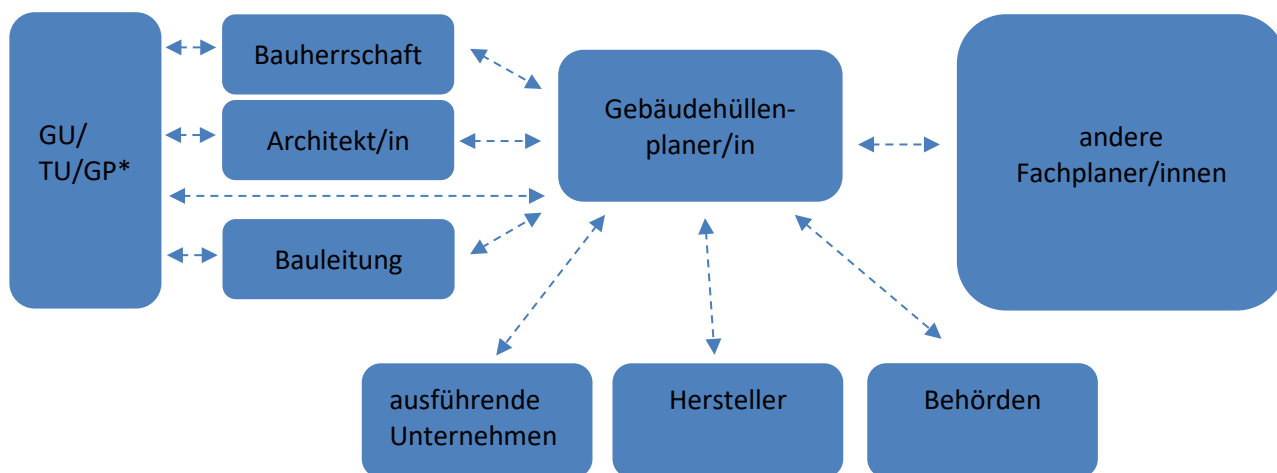 GU/
TU/GP*
Bauherrschaft
Architekt/in
Bauleitung
Gebäudehüllen-
planer/in
andere
Fachplaner/innen
ausführende
Unternehmen
Hersteller
Behörden